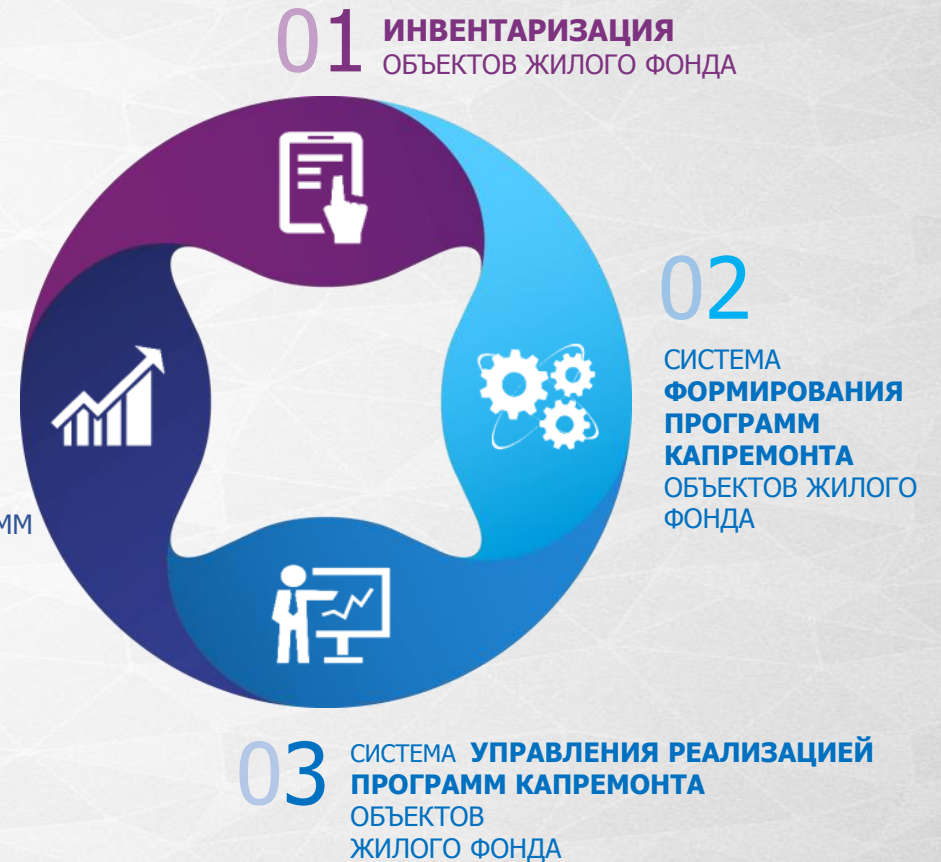 01 ИНВЕНТАРИЗАЦИЯ
ОБЪЕКТОВ ЖИЛОГО ФОНДА
02
СИСТЕМА
ФОРМИРОВАНИЯ
ПРОГРАММ
КАПРЕМОНТА
ОБЪЕКТОВ ЖИЛОГО
ФОНДА
03 СИСТЕМА УПРАВЛЕНИЯ РЕАЛИЗАЦИЕЙ
ПРОГРАММ КАПРЕМОНТА
ОБЪЕКТОВ
ЖИЛОГО ФОНДА